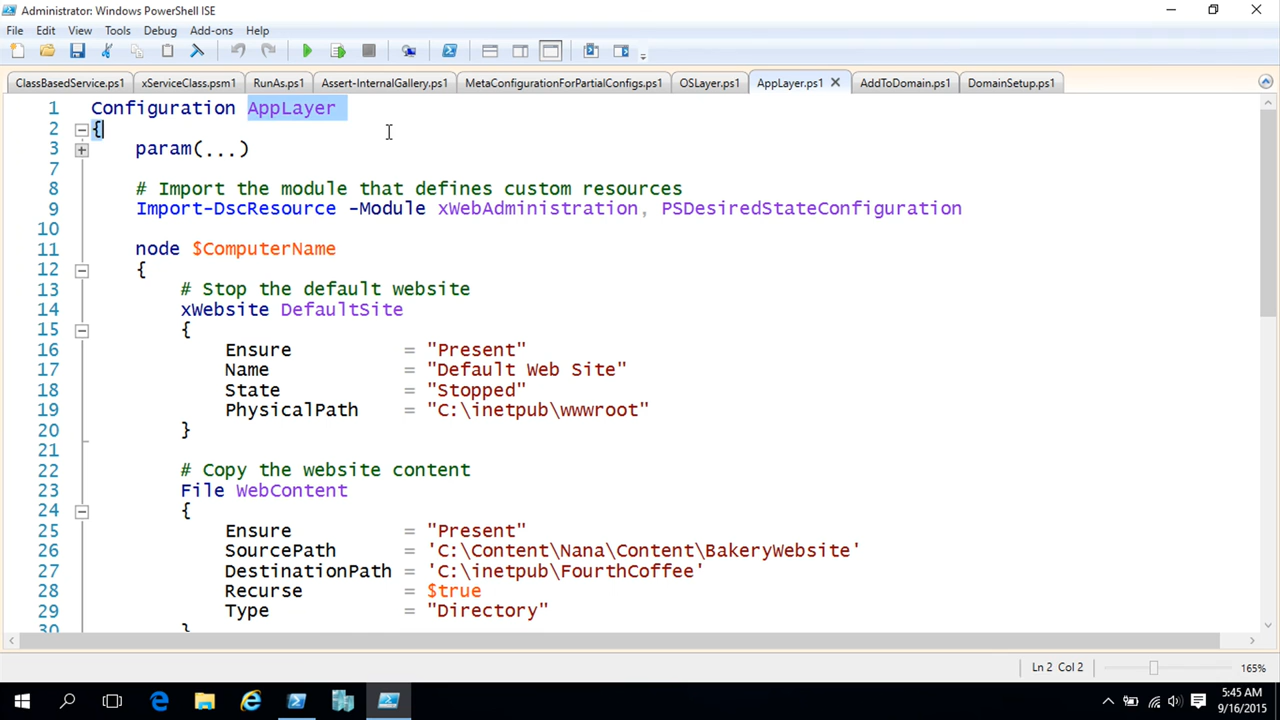 Administrator: Windows PowerShell ISE
File Edit View Tools Debug Add-ons Help
ClassBasedService.ps1 xServiceClass.psm1 RunAs.ps1 Assert-InternalGallery.ps1 MetaConfigurationForPartialConfigs.ps1 OSLayer.ps1 AppLayer.ps1 AddToDomain.ps1 DomainSetup.ps1
1 Configuration AppLayer
2 {
3 param(...)
7
8 # Import the module that defines custom resources
9 Import-DscResource -Module xWebAdministration, PSDesiredStateConfiguration
10
11 node $ComputerName
12 {
13 # Stop the default website
14 xWebsite DefaultSite
15 {
16 Ensure = "Present"
17 Name = "Default Web Site"
18 State = "Stopped"
19 PhysicalPath = "C:\inetpub\wwwroot"
20 }
21
22 # Copy the website content
23 File WebContent
24 {
25 Ensure = "Present"
26 SourcePath = 'C:\Content\Nana\Content\BakeryWebsite'
27 DestinationPath = 'C:\inetpub\FourthCoffee'
28 Recurse = $true
29 Type = "Directory"
30 }
Ln 2 Col 2 165%
5:45 AM
9/16/2015